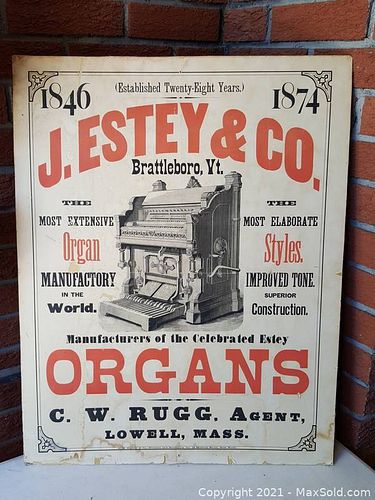 1846
(Established Twenty-Eight Years.)
1874
J. ESTEY & CO.
Brattleboro, Vt.
THE
MOST EXTENSIVE
Organ
MANUFACTORY
IN THE
World.
THE
MOST ELABORATE
Styles.
IMPROVED TONE.
SUPERIOR
Construction.
Manufacturers of the Celebrated Estey
ORGANS
C. W. RUGG, AGENT,
LOWELL, MASS.
Copyright 2021 - MaxSold.com